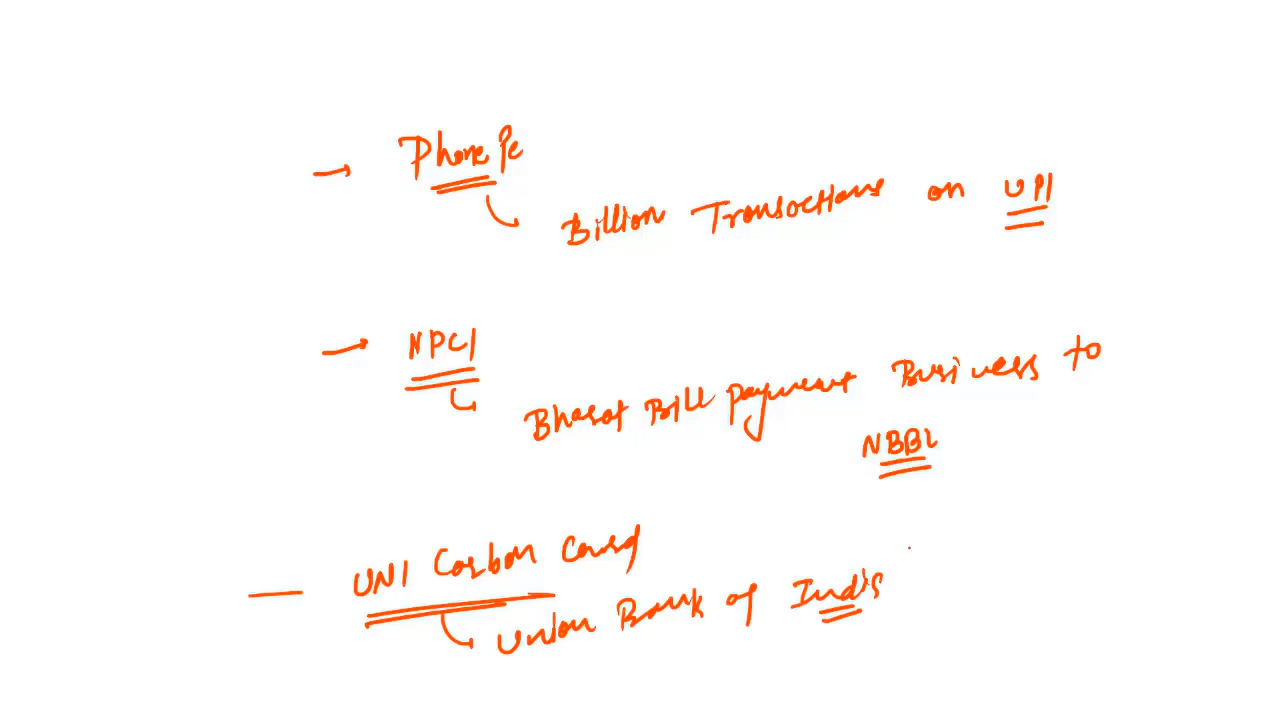 → PhonePe
Billion Transactions on UPI
→ NPCI
Bharat Bill payment Business to
NBBL
— UNI Carbon Card
Union Bank of India